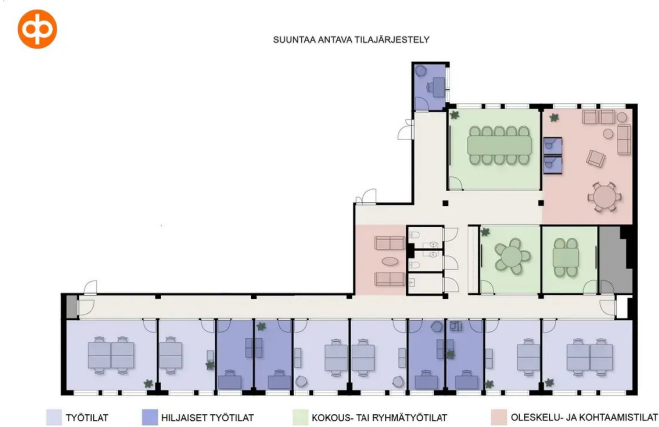 SUUNTAA ANTAVA TILAJÄRJESTELY
TYÖTILAT
HILJAISET TYÖTILAT
KOKOUS- TAI RYHMÄTYÖTILAT
OLESKELU- JA KOHTAAMISTILAT